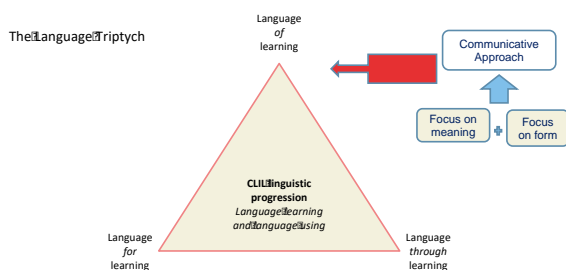 The Language Triptych
Language
of
learning
Communicative
Approach
Focus on
meaning
+
Focus
on form
CLIL linguistic
progression
Language learning
and language using
Language
for
learning
Language
through
learning